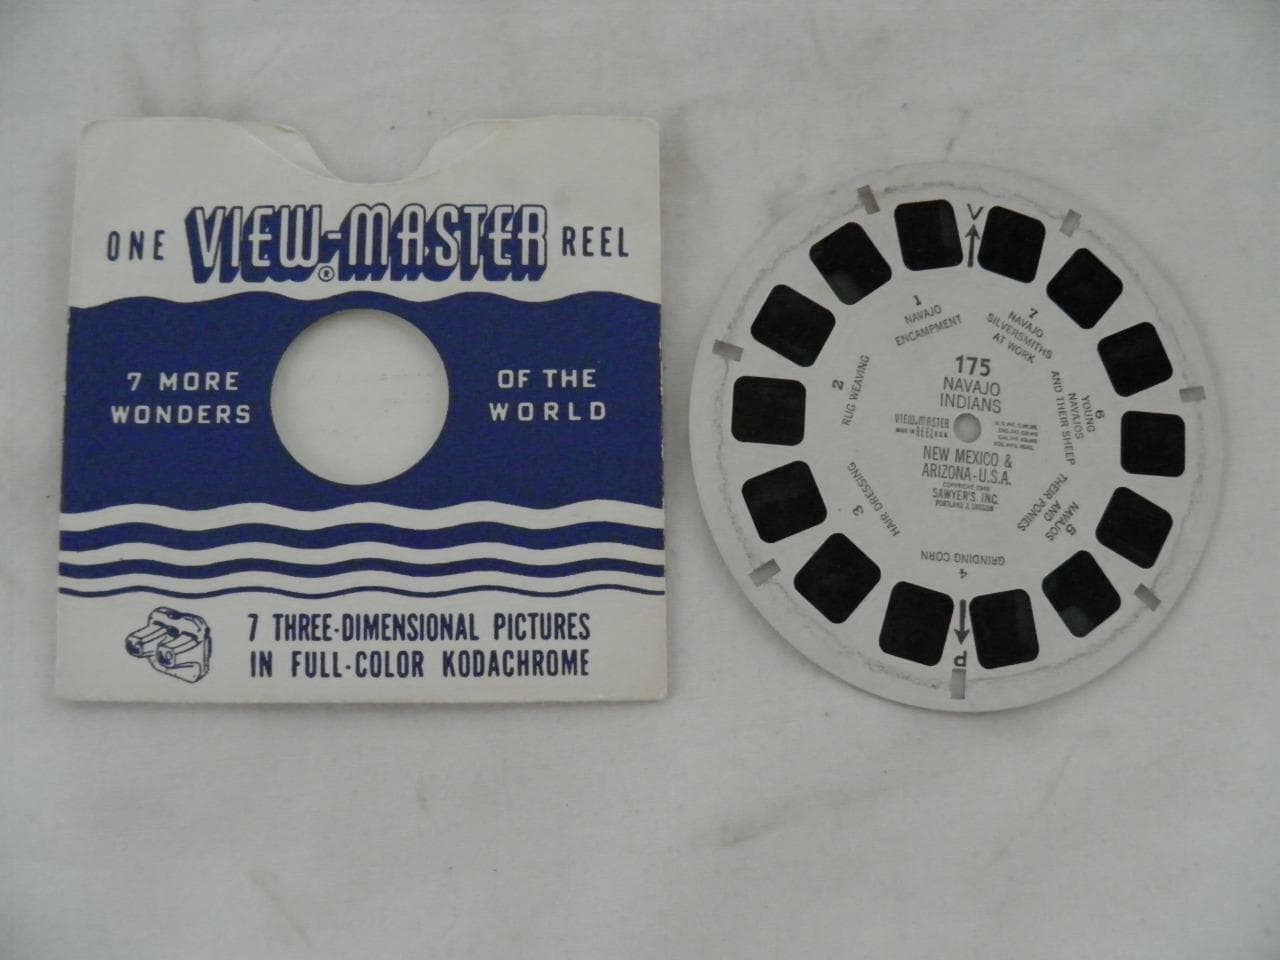 ONE VIEW-MASTER® REEL
7 MORE
WONDERS
OF THE
WORLD
7 THREE-DIMENSIONAL PICTURES
IN FULL-COLOR KODACHROME
V
175
NAVAJO
INDIANS
VIEW-MASTER
MADE IN REEL U.S.A.
NEW MEXICO &
ARIZONA-U.S.A.
SAWYER'S INC.
PORTLAND
1
NAVAJO
ENCAMPMENT
2
RUG WEAVING
3
HAIR DRESSING
4
GRINDING CORN
5
NAVAJOS
AND
THEIR PONIES
6
YOUNG
NAVAJOS
AND THEIR SHEEP
7
NAVAJO
SILVERSMITHS
AT WORK
P